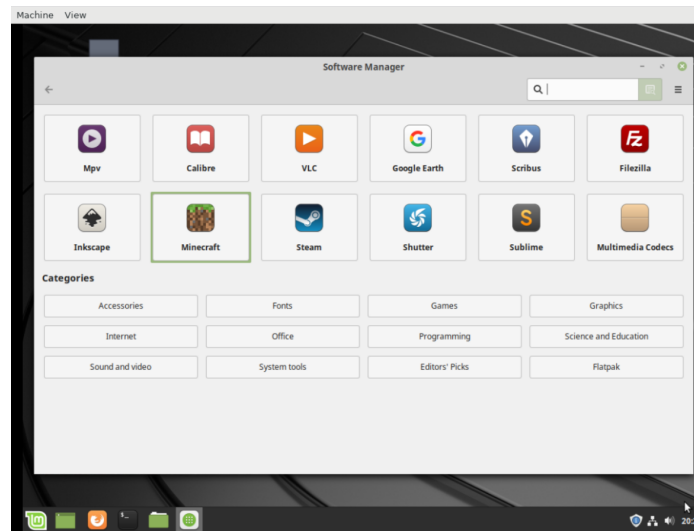 Machine View
Software Manager
Mpv Calibre VLC Google Earth Scribus Filezilla
Inkscape Minecraft Steam Shutter Sublime Multimedia Codecs
Categories
Accessories Fonts Games Graphics
Internet Office Programming Science and Education
Sound and video System tools Editors' Picks Flatpak
20: